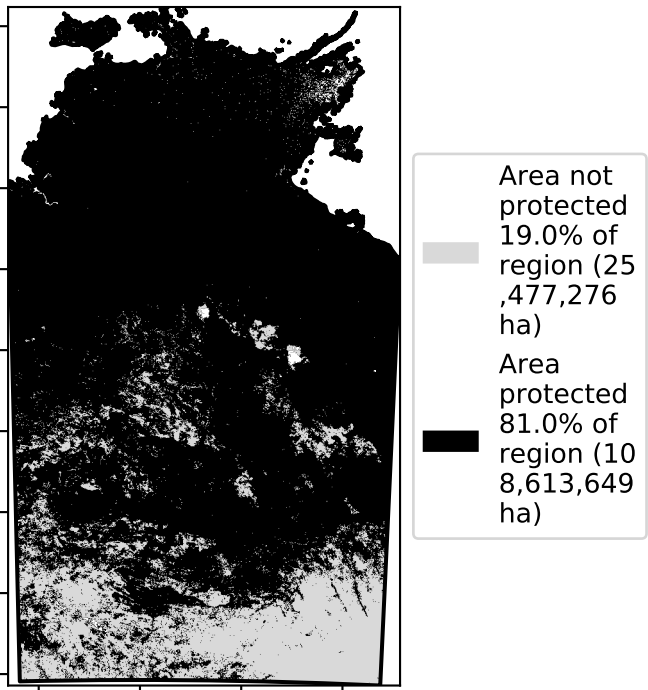 Area not
protected
19.0% of
region (25
,477,276
ha)
Area
protected
81.0% of
region (10
8,613,649
ha)